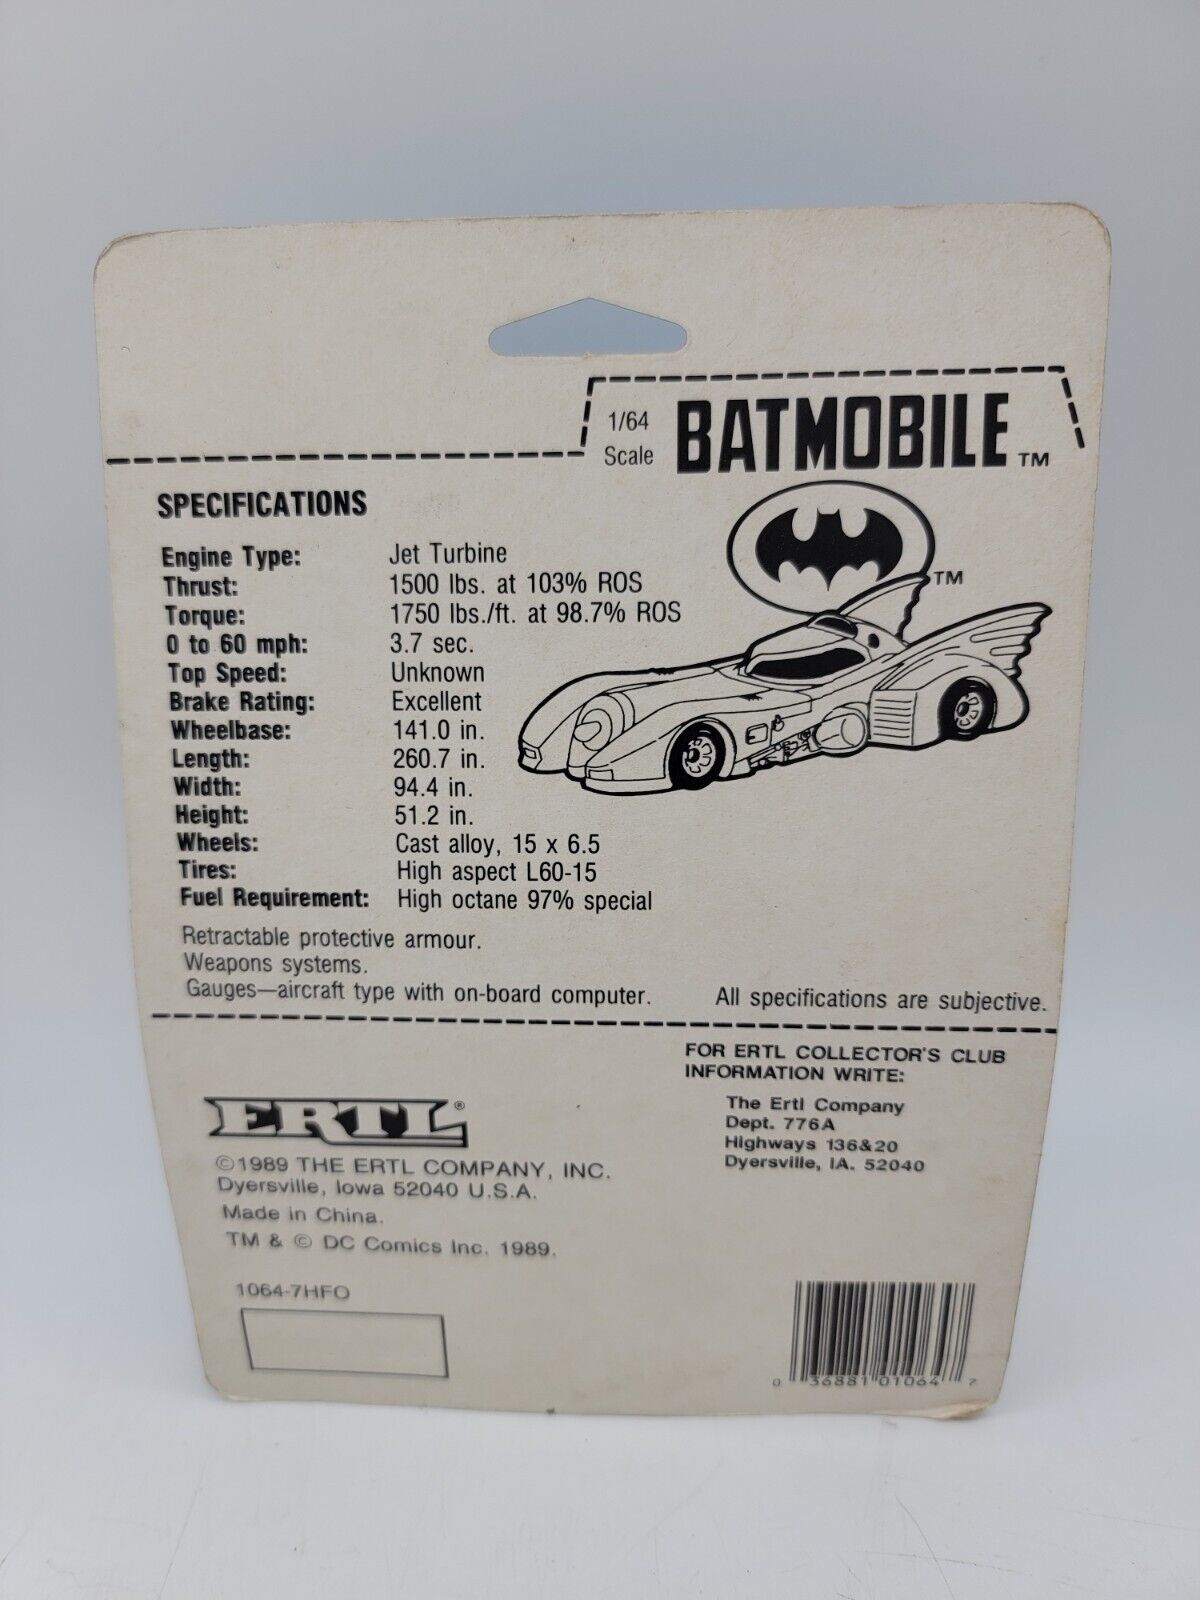 1/64
Scale
BATMOBILE™
™
SPECIFICATIONS
Engine Type: Jet Turbine
Thrust: 1500 lbs. at 103% ROS
Torque: 1750 lbs./ft. at 98.7% ROS
0 to 60 mph: 3.7 sec.
Top Speed: Unknown
Brake Rating: Excellent
Wheelbase: 141.0 in.
Length: 260.7 in.
Width: 94.4 in.
Height: 51.2 in.
Wheels: Cast alloy, 15 x 6.5
Tires: High aspect L60-15
Fuel Requirement: High octane 97% special
Retractable protective armour.
Weapons systems.
Gauges—aircraft type with on-board computer.
All specifications are subjective.
FOR ERTL COLLECTOR'S CLUB
INFORMATION WRITE:
The Ertl Company
Dept. 776A
Highways 136&20
Dyersville, IA. 52040
ERTL®
©1989 THE ERTL COMPANY, INC.
Dyersville, Iowa 52040 U.S.A.
Made in China.
TM & © DC Comics Inc. 1989.
1064-7HFO
0 36881 01064 7